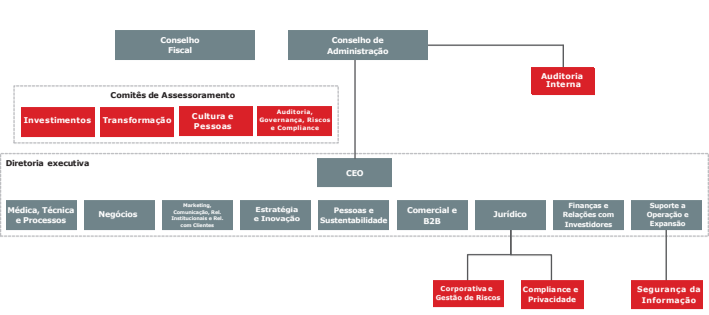 Conselho
Fiscal
Conselho de
Administração
Auditoria
Interna
Comitês de Assessoramento
Investimentos
Transformação
Cultura e
Pessoas
Auditoria,
Governança, Riscos
e Compliance
Diretoria executiva
CEO
Médica, Técnica
e Processos
Negócios
Marketing,
Comunicação, Rel.
Institucionais e Rel.
com Clientes
Estratégia
e Inovação
Pessoas e
Sustentabilidade
Comercial e
B2B
Jurídico
Finanças e
Relações com
Investidores
Suporte a
Operação e
Expansão
Corporativa e
Gestão de Riscos
Compliance e
Privacidade
Segurança da
Informação